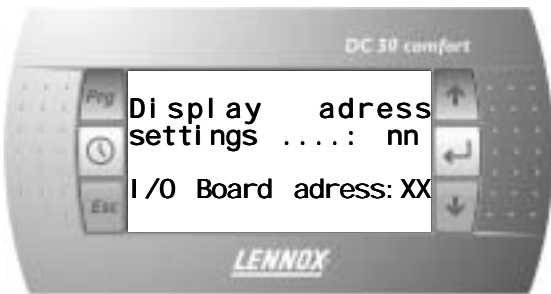 DC 30 comfort
Prg
Display adress
settings ....: nn
I/O Board adress:XX
Esc
LENNOX